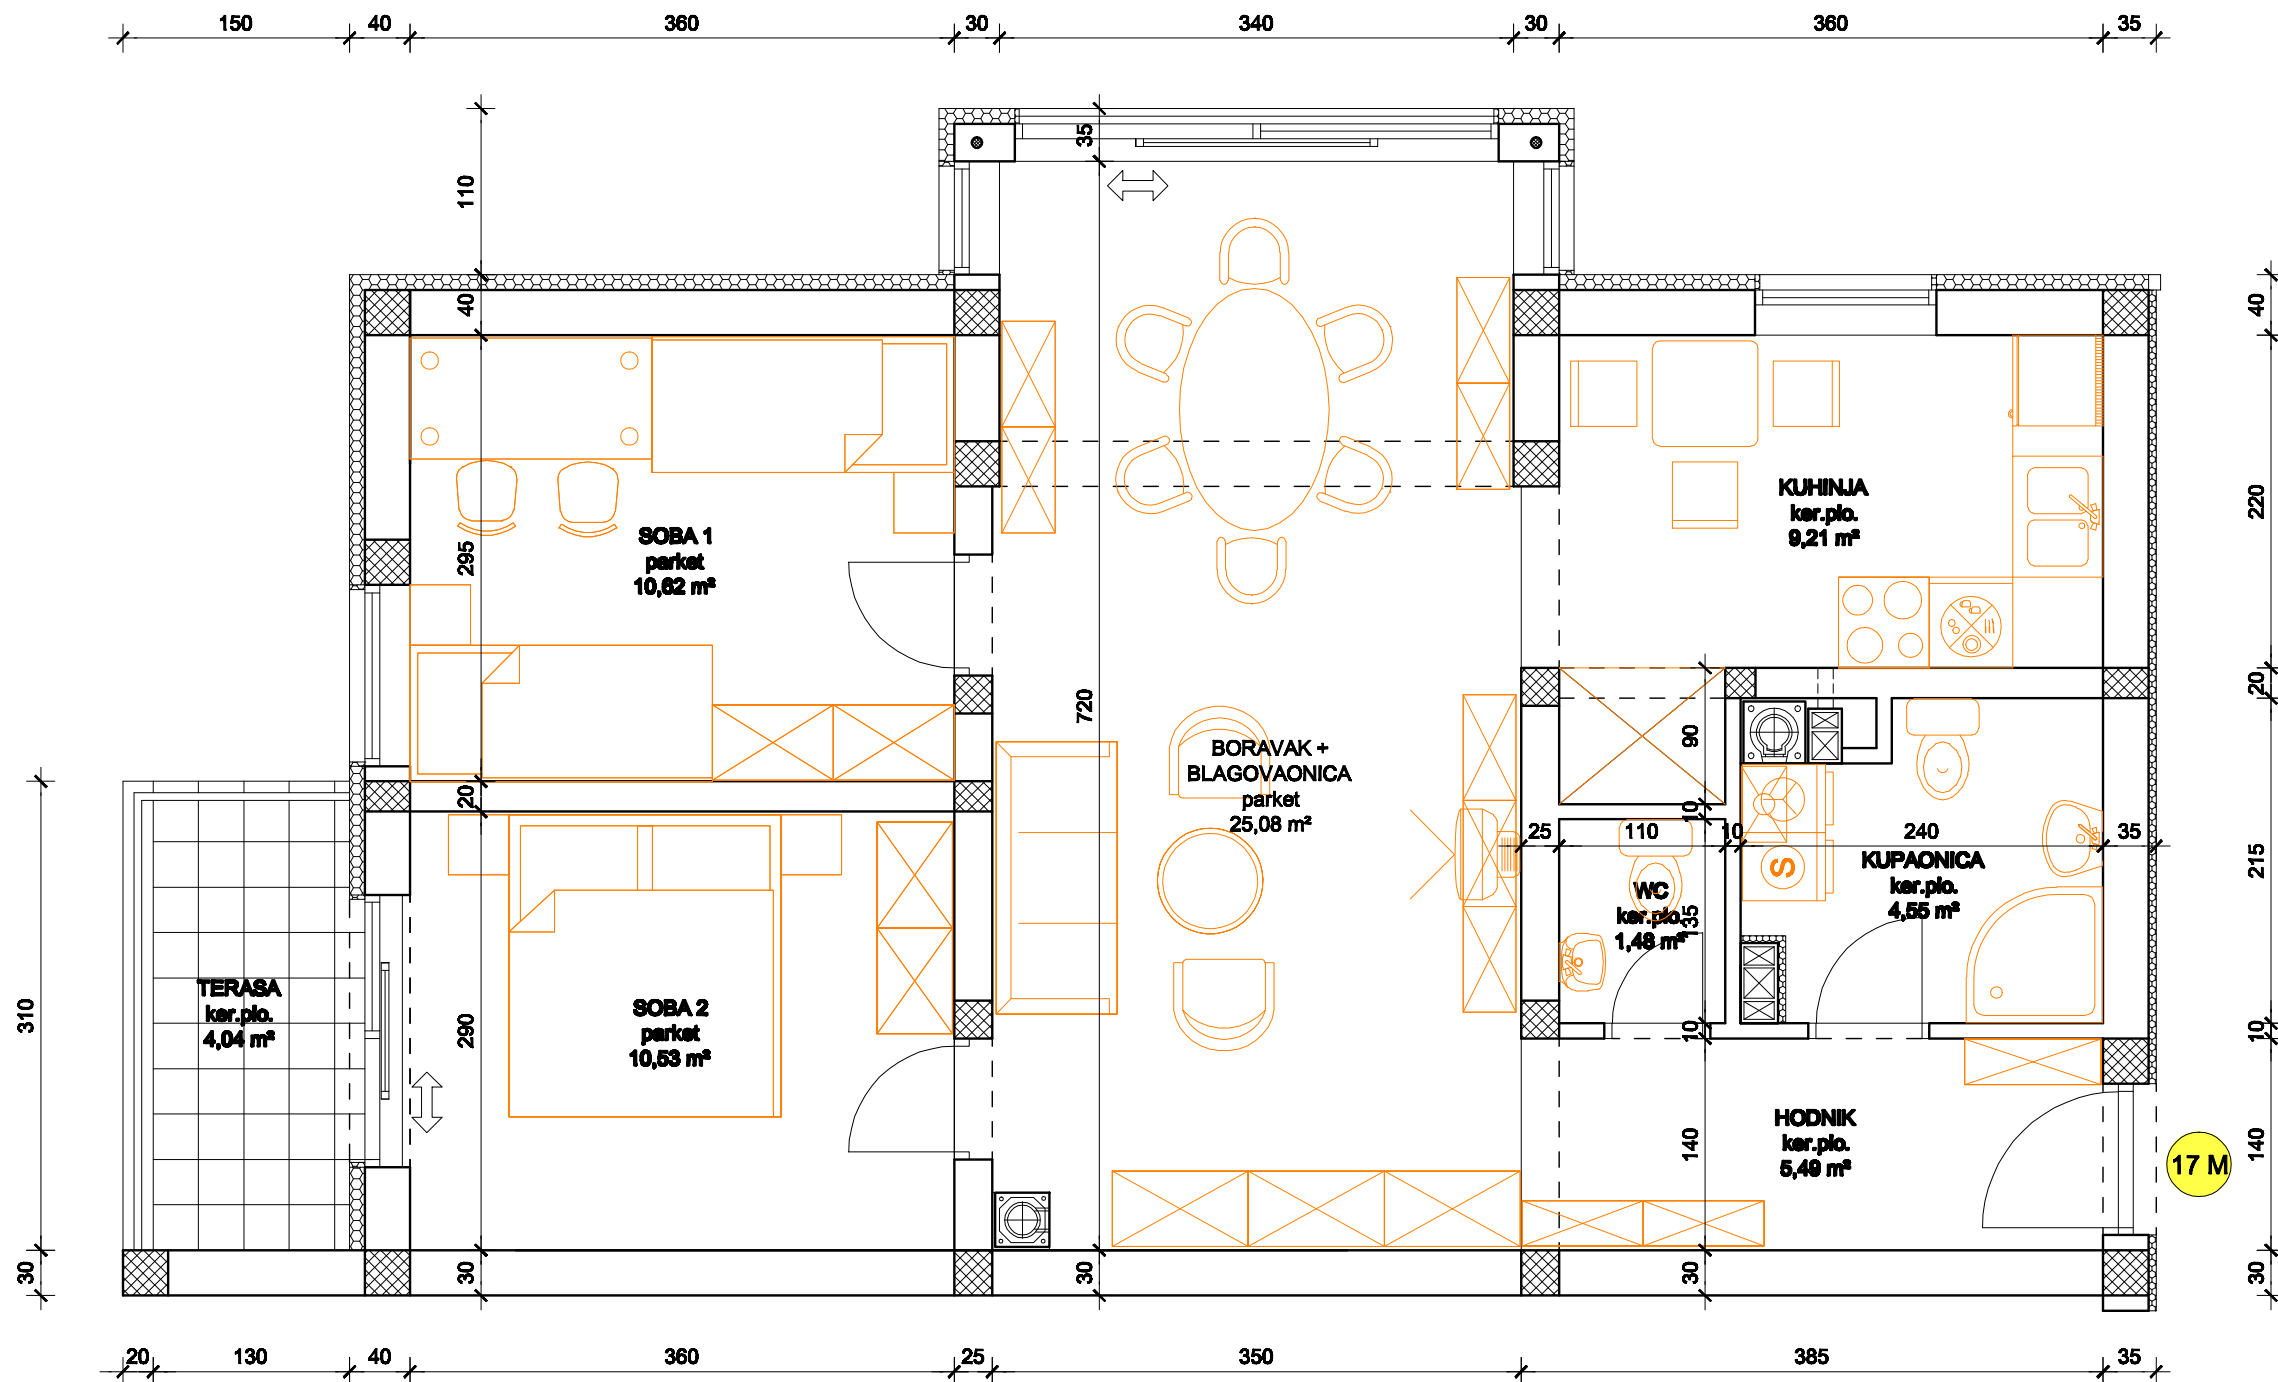 150 40 360 30 340 30 360 35
35
110
40
40
SOBA 1
parket
10,62 m²
295
KUHINJA
ker.plo.
9,21 m²
220
720
BORAVAK +
BLAGOVAONICA
parket
25,08 m²
90
20
20
10
25 110 10 240 35
KUPAONICA
ker.plo.
4,55 m²
S
215
WC
ker.plo.
1,48 m²
135
TERASA
ker.plo.
4,04 m²
310
SOBA 2
parket
10,53 m²
290
10
10
HODNIK
ker.plo.
5,49 m²
140
140
17 M
30
30
30
30
30
20 130 40 360 25 350 385 35